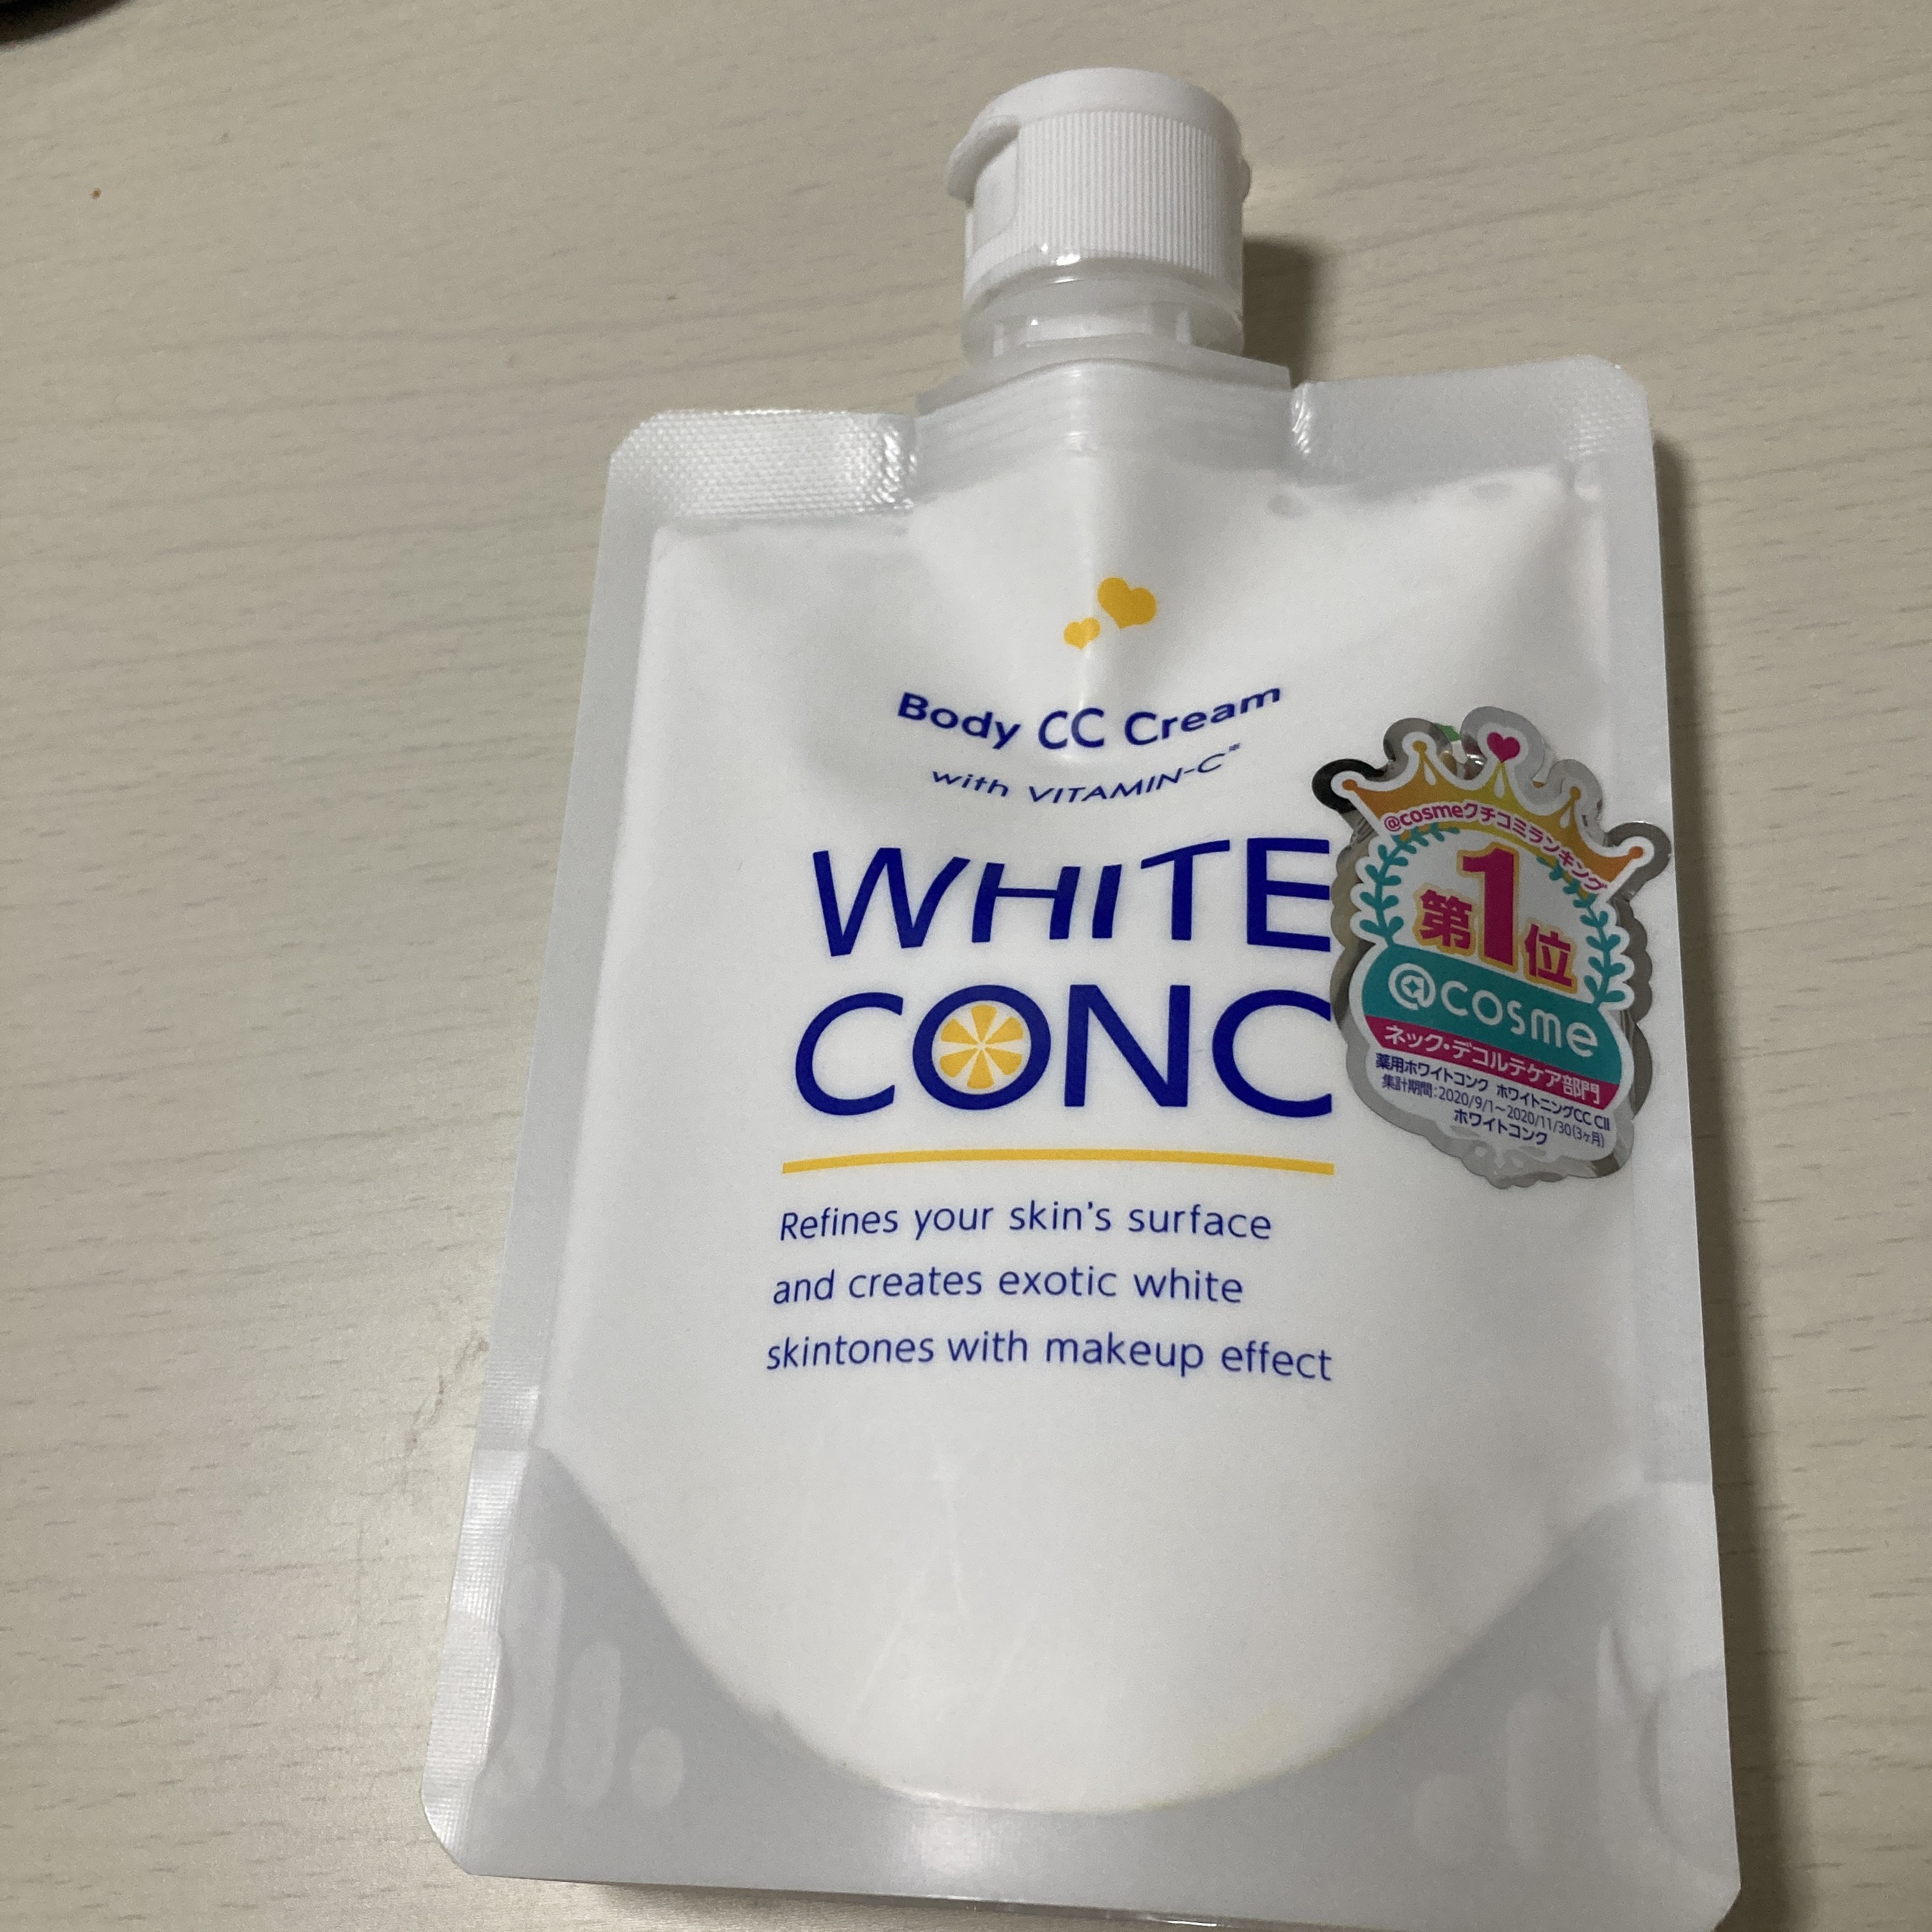 Body CC Cream
with VITAMIN-C※
WHITE
CONC
Refines your skin's surface
and creates exotic white
skintones with makeup effect
@cosmeクチコミランキング
第1位
@cosme
ネック・デコルテケア部門
薬用ホワイトコンク ホワイトニングCC CII
集計期間:2020/9/1～2020/11/30(3ヶ月)
ホワイトコンク